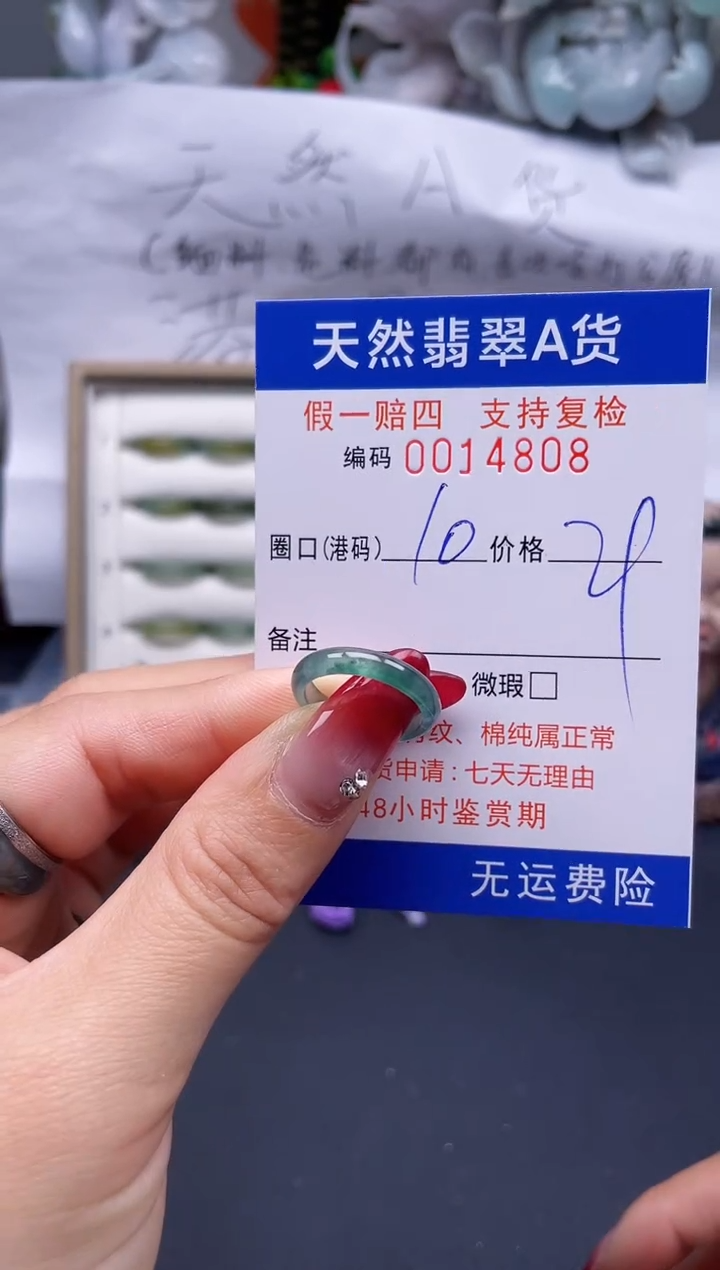 天然A货
天然翡翠A货
假一赔四 支持复检
编码 0014808
圈口(港码) 10 价格
备注
微瑕□
纹、棉纯属正常
货申请:七天无理由
48小时鉴赏期
无运费险